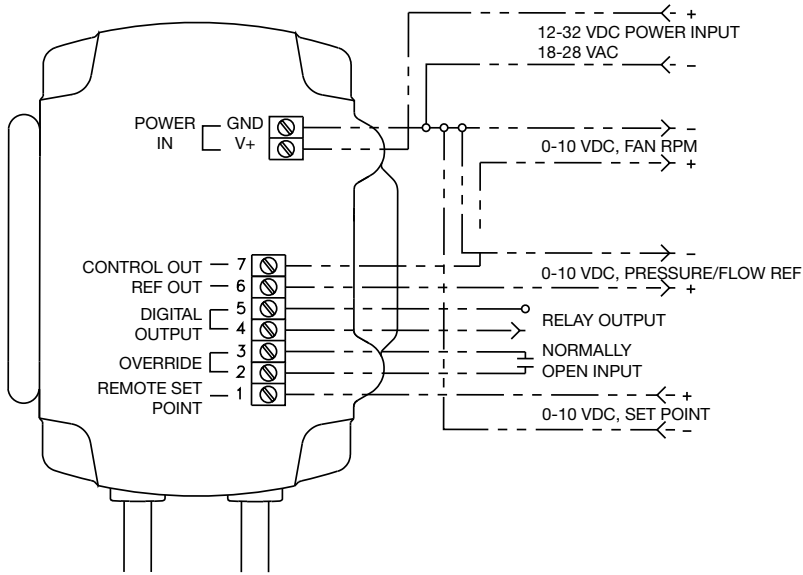 +
12-32 VDC POWER INPUT
18-28 VAC
-
POWER IN
GND
V+
-
0-10 VDC, FAN RPM
+
-
0-10 VDC, PRESSURE/FLOW REF
+
CONTROL OUT 7
REF OUT 6
DIGITAL OUTPUT
5
4
RELAY OUTPUT
OVERRIDE
3
2
NORMALLY
OPEN INPUT
REMOTE SET POINT
1
+
0-10 VDC, SET POINT
-